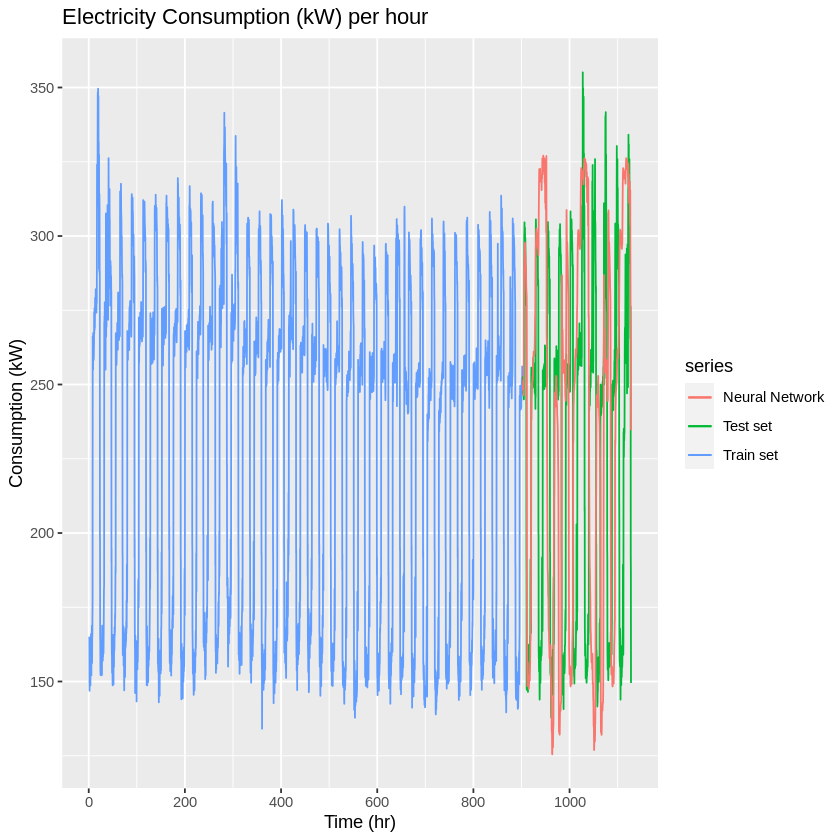 Electricity Consumption (kW) per hour
350
300
250
200
150
Consumption (kW)
0 200 400 600 800 1000
Time (hr)
series
Neural Network
Test set
Train set